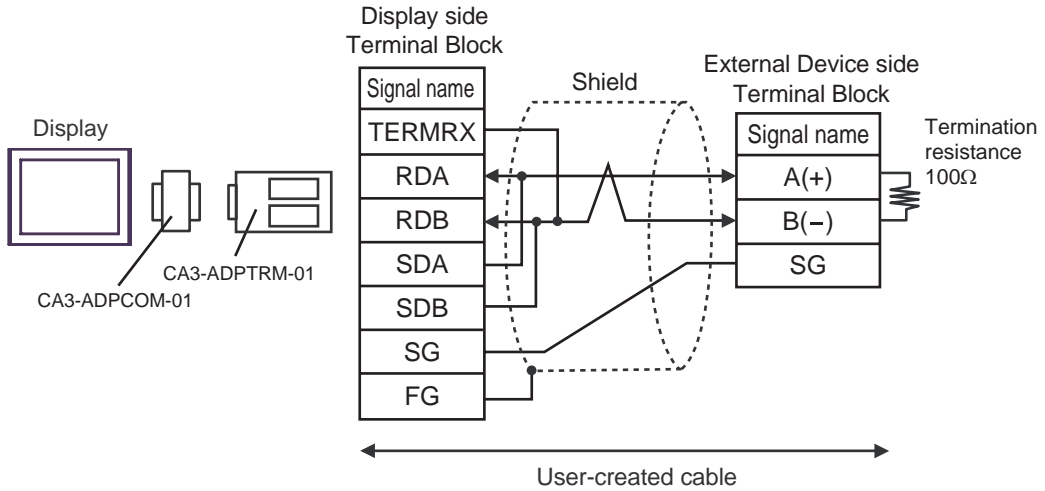 Display side
Terminal Block
Signal name
TERMRX
RDA
RDB
SDA
SDB
SG
FG
Shield
External Device side
Terminal Block
Signal name
A(+)
B(−)
SG
Termination
resistance
100Ω
Display
CA3-ADPTRM-01
CA3-ADPCOM-01
User-created cable